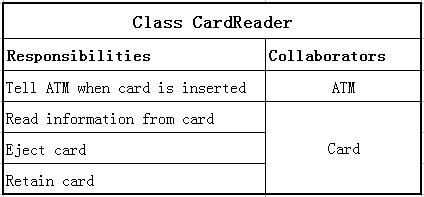 Class CardReader
Responsibilities Collaborators
Tell ATM when card is inserted ATM
Read information from card
Eject card Card
Retain card